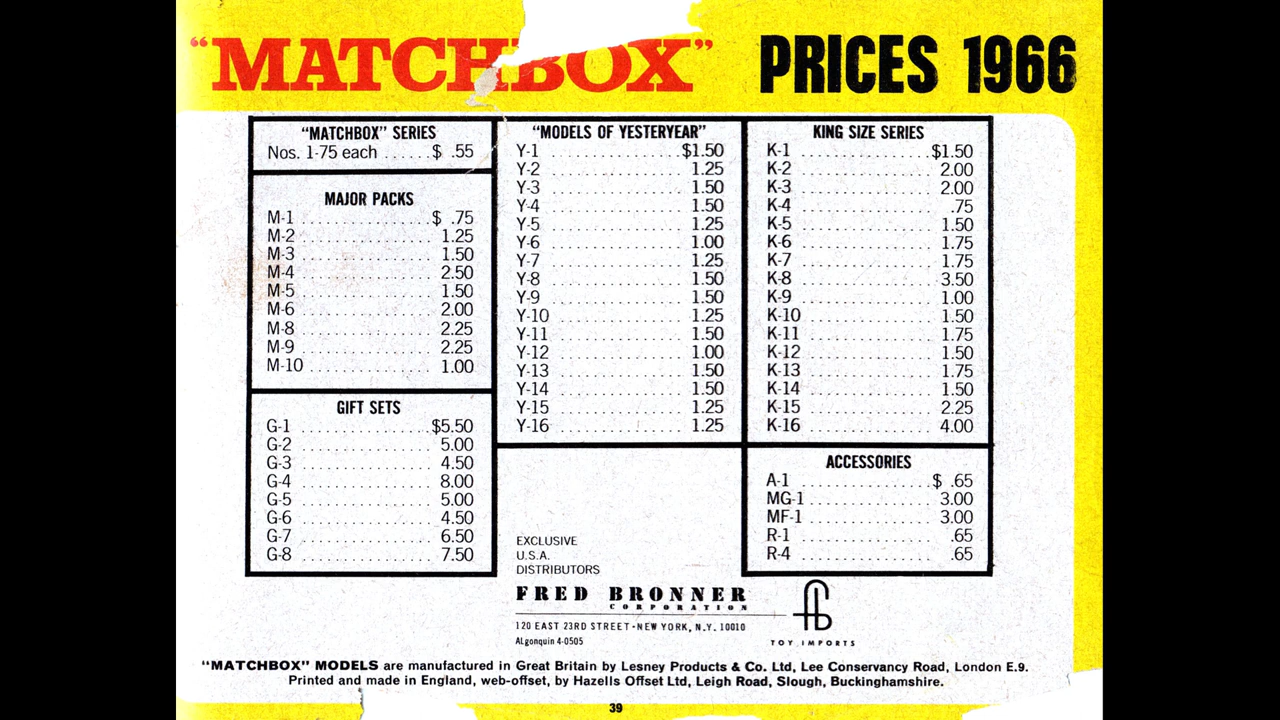 "MATCHBOX" PRICES 1966
"MATCHBOX" SERIES
Nos. 1-75 each ...... $ .55
MAJOR PACKS
M-1 .................. $ .75
M-2 .................. 1.25
M-3 .................. 1.50
M-4 .................. 2.50
M-5 .................. 1.50
M-6 .................. 2.00
M-8 .................. 2.25
M-9 .................. 2.25
M-10 ................. 1.00
GIFT SETS
G-1 .................. $5.50
G-2 .................. 5.00
G-3 .................. 4.50
G-4 .................. 8.00
G-5 .................. 5.00
G-6 .................. 4.50
G-7 .................. 6.50
G-8 .................. 7.50
"MODELS OF YESTERYEAR"
Y-1 .................. $1.50
Y-2 .................. 1.25
Y-3 .................. 1.50
Y-4 .................. 1.50
Y-5 .................. 1.25
Y-6 .................. 1.00
Y-7 .................. 1.25
Y-8 .................. 1.50
Y-9 .................. 1.50
Y-10 ................. 1.25
Y-11 ................. 1.50
Y-12 ................. 1.00
Y-13 ................. 1.50
Y-14 ................. 1.50
Y-15 ................. 1.25
Y-16 ................. 1.25
KING SIZE SERIES
K-1 .................. $1.50
K-2 .................. 2.00
K-3 .................. 2.00
K-4 .................. .75
K-5 .................. 1.50
K-6 .................. 1.75
K-7 .................. 1.75
K-8 .................. 3.50
K-9 .................. 1.00
K-10 ................. 1.50
K-11 ................. 1.75
K-12 ................. 1.50
K-13 ................. 1.75
K-14 ................. 1.50
K-15 ................. 2.25
K-16 ................. 4.00
ACCESSORIES
A-1 .................. $ .65
MG-1 ................. 3.00
MF-1 ................. 3.00
R-1 .................. .65
R-4 .................. .65
EXCLUSIVE
U.S.A.
DISTRIBUTORS
FRED BRONNER
CORPORATION
120 EAST 23RD STREET • NEW YORK, N.Y. 10010
ALgonquin 4-0505
fb
TOY IMPORTS
"MATCHBOX" MODELS are manufactured in Great Britain by Lesney Products & Co. Ltd, Lee Conservancy Road, London E.9.
Printed and made in England, web-offset, by Hazells Offset Ltd, Leigh Road, Slough, Buckinghamshire.
39